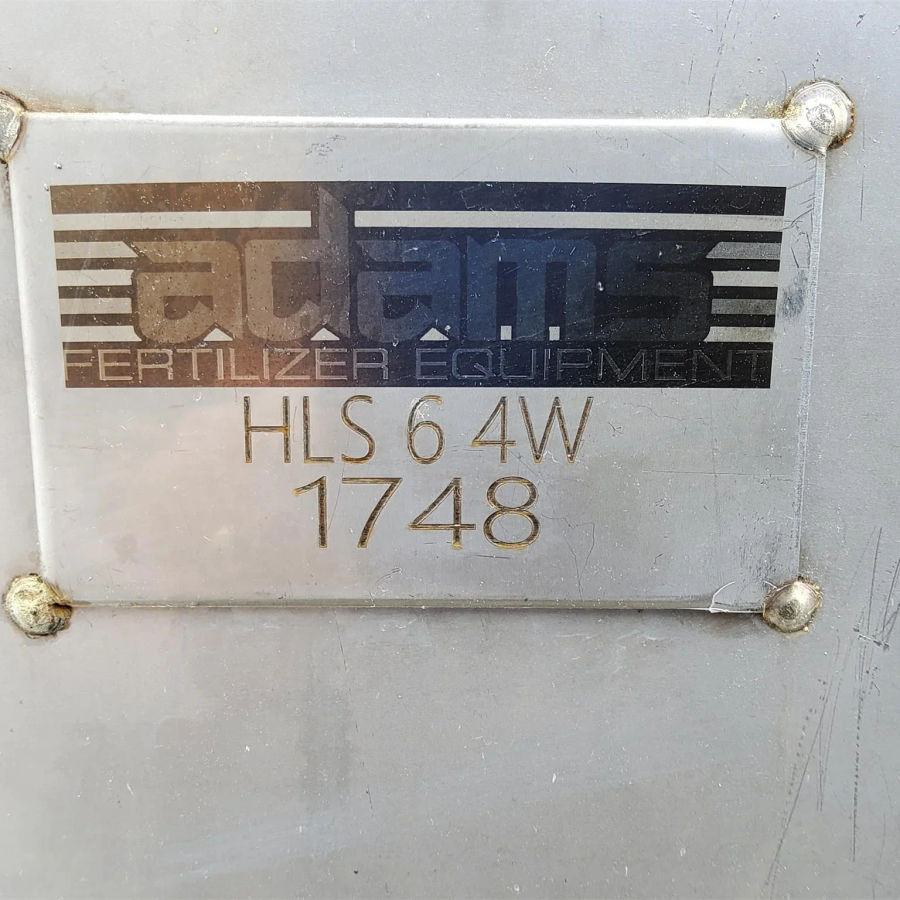 adams
FERTILIZER EQUIPMENT
HLS 6 4W
1748